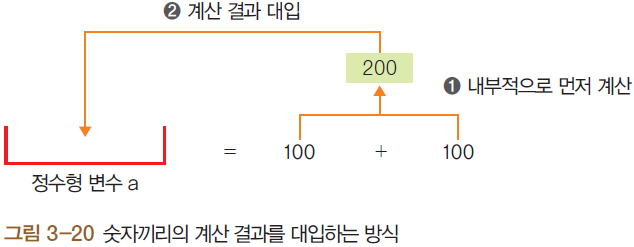 ❷ 계산 결과 대입
200
❶ 내부적으로 먼저 계산
= 100 + 100
정수형 변수 a
그림 3-20 숫자끼리의 계산 결과를 대입하는 방식